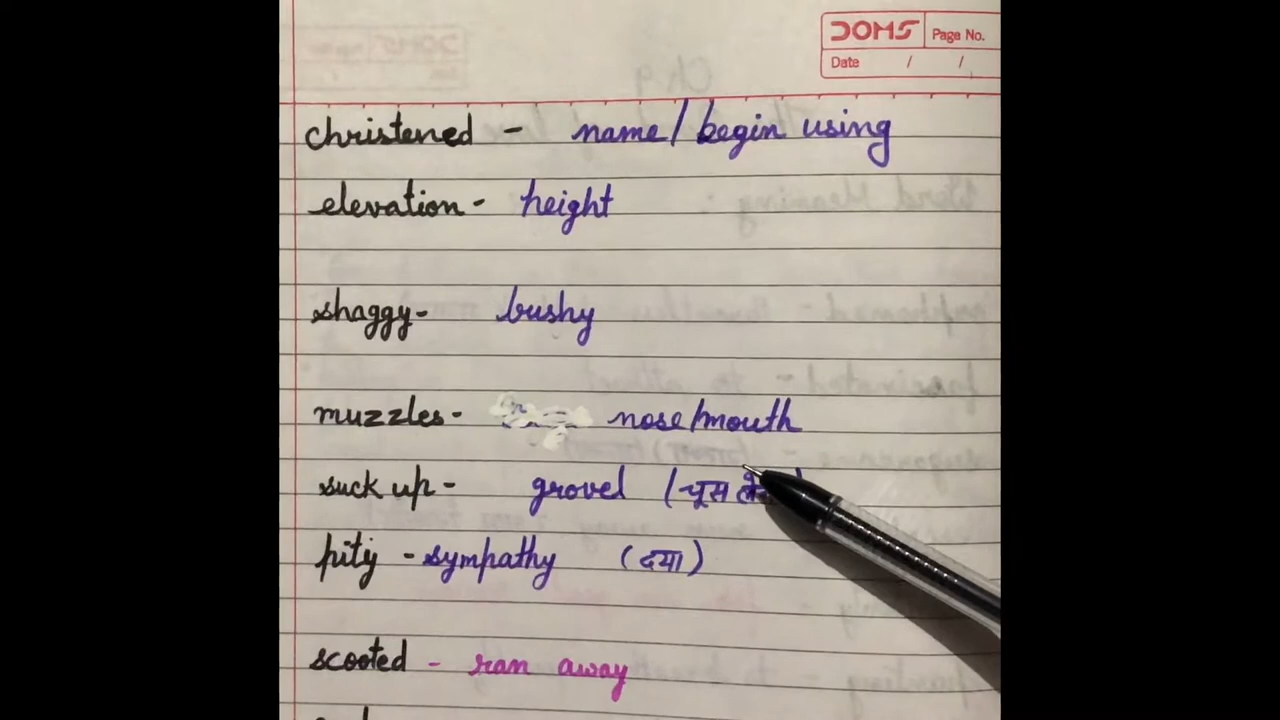 DOMS Page No.
Date / /
christened - name/begin using
elevation- height
shaggy- bushy
muzzles- nose/mouth
suck up- grovel (चूस
pity - sympathy (दया)
scooted - ran away